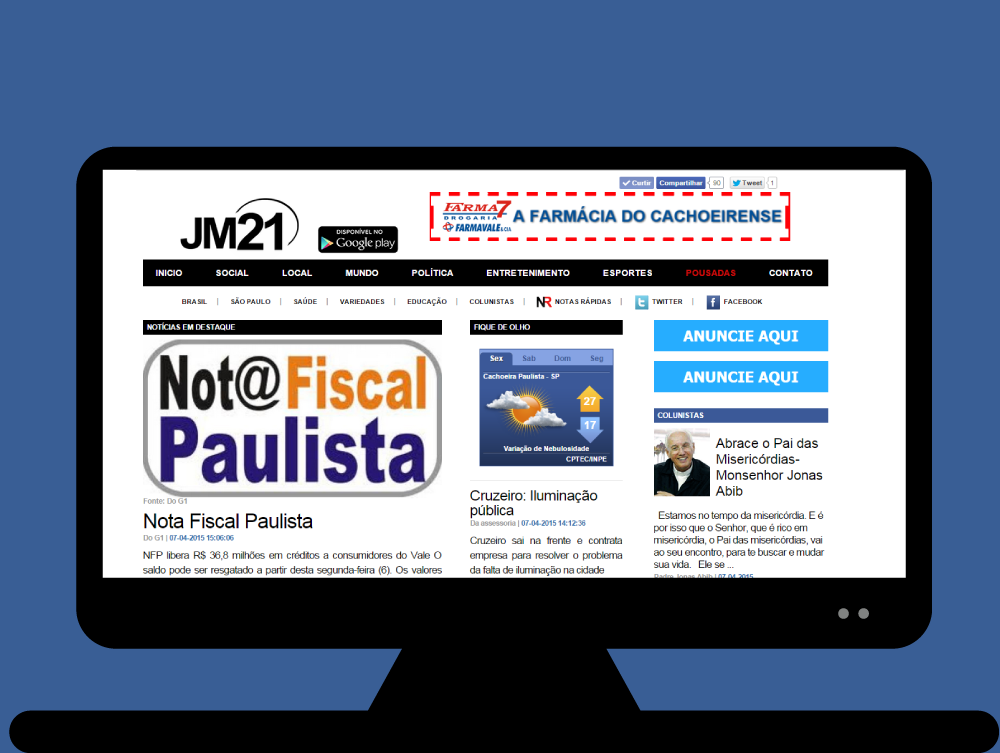 Curtir Compartilhar 90 Tweet 1
JM21
DISPONÍVEL NO
Google play
FARMA 7
DROGARIA
FARMAVALE & CIA
A FARMÁCIA DO CACHOEIRENSE
INICIO SOCIAL LOCAL MUNDO POLÍTICA ENTRETENIMENTO ESPORTES POUSADAS CONTATO
BRASIL | SÃO PAULO | SAÚDE | VARIEDADES | EDUCAÇÃO | COLUNISTAS | NR NOTAS RÁPIDAS | TWITTER | FACEBOOK
NOTÍCIAS EM DESTAQUE
Not@Fiscal
Paulista
Fonte: Do G1
Nota Fiscal Paulista
Do G1 | 07-04-2015 15:06:06
NFP libera R$ 36,8 milhões em créditos a consumidores do Vale O
saldo pode ser resgatado a partir desta segunda-feira (6). Os valores
FIQUE DE OLHO
Sex Sab Dom Seg
Cachoeira Paulista - SP
27
17
Variação de Nebulosidade
CPTEC/INPE
Cruzeiro: Iluminação
pública
Da assessoria | 07-04-2015 14:12:36
Cruzeiro sai na frente e contrata
empresa para resolver o problema
da falta de iluminação na cidade
ANUNCIE AQUI
ANUNCIE AQUI
COLUNISTAS
Abrace o Pai das
Misericórdias-
Monsenhor Jonas
Abib
Estamos no tempo da misericórdia. E é
por isso que o Senhor, que é rico em
misericórdia, o Pai das misericórdias, vai
ao seu encontro, para te buscar e mudar
sua vida. Ele se ...
Padre Jonas Abib | 07-04-2015